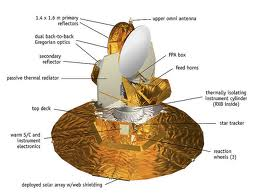 1.4 x 1.6 m primary
reflectors
dual back-to-back
Gregorian optics
secondary
reflector
passive thermal radiator
top deck
warm S/C and
instrument
electronics
deployed solar array w/web shielding
upper omni antenna
FPA box
feed horns
thermally isolating
instrument cylinder
(RXB inside)
star tracker
reaction
wheels (3)